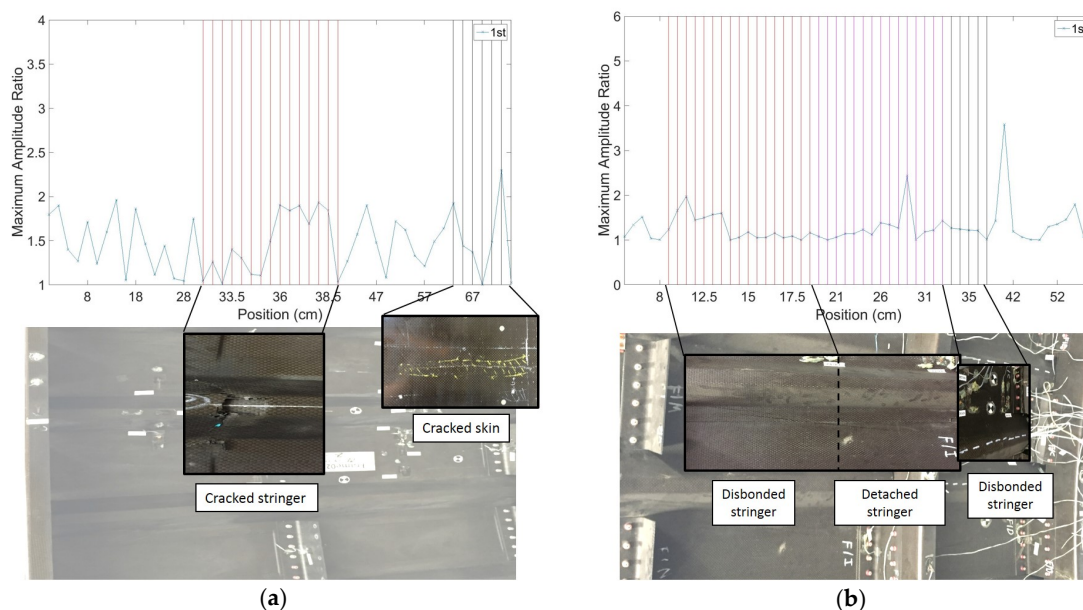 4
3.5
3
2.5
2
1.5
1
Maximum Amplitude Ratio
1st
8 18 28 33.5 36 38.5 47 57 67
Position (cm)
Cracked stringer
Cracked skin
(a)
6
5
4
3
2
1
0
Maximum Amplitude Ratio
1st
8 12.5 15 17.5 21 26 31 35 42 52
Position (cm)
F/I
Disbonded
stringer
Detached
stringer
Disbonded
stringer
F/I
(b)